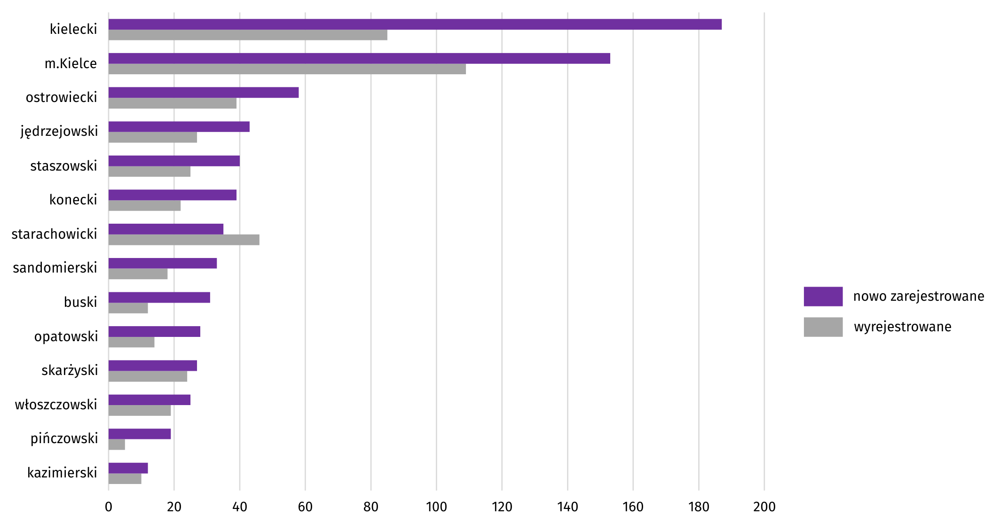 kielecki
m.Kielce
ostrowiecki
jędrzejowski
staszowski
konecki
starachowicki
sandomierski
buski
opatowski
skarżyski
włoszczowski
pińczowski
kazimierski
0 20 40 60 80 100 120 140 160 180 200
nowo zarejestrowane
wyrejestrowane